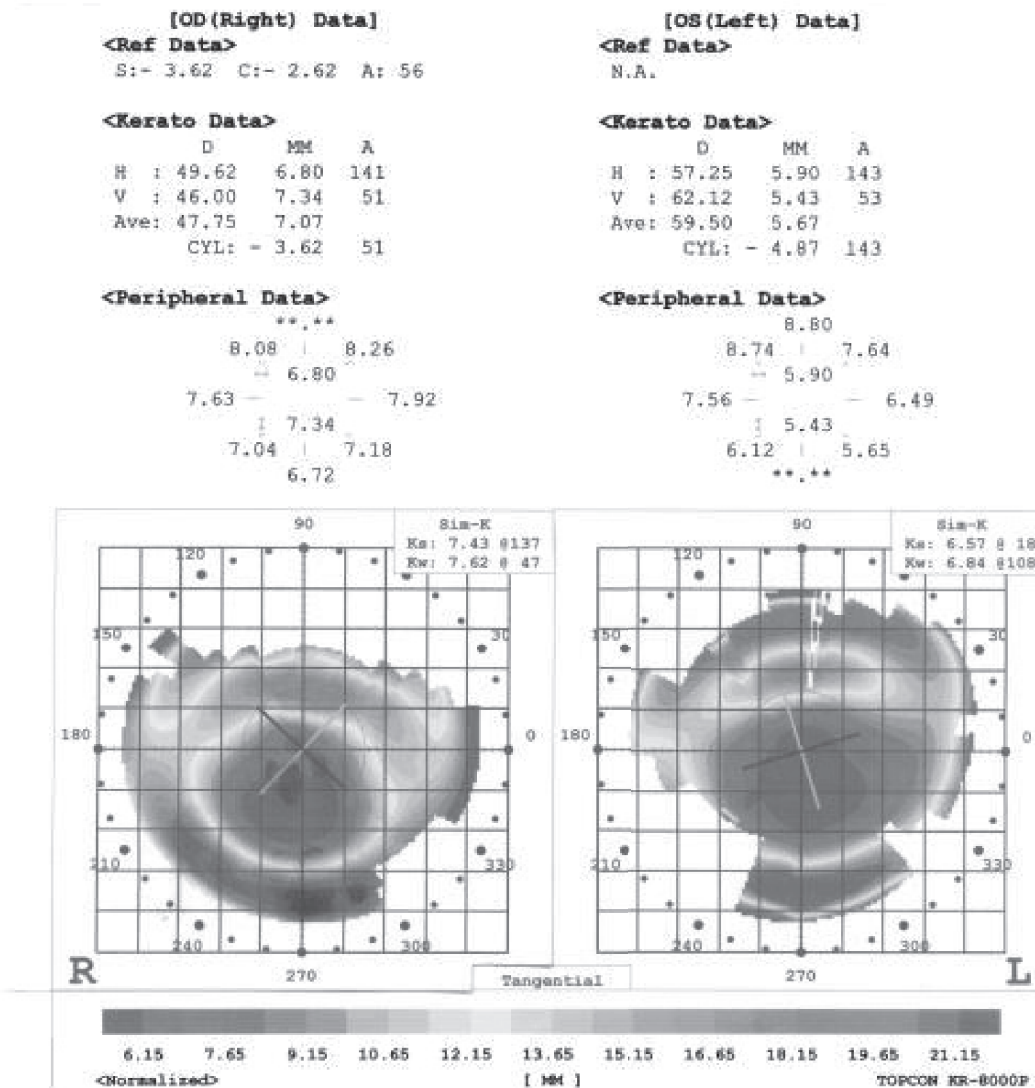 [OD(Right) Data]
<Ref Data>
S:- 3.62 C:- 2.62 A: 56
<Kerato Data>
D MM A
H : 49.62 6.80 141
V : 46.00 7.34 51
Ave: 47.75 7.07
CYL: - 3.62 51
<Peripheral Data>
**.**
8.08 8.26
6.80
7.63 7.92
7.34
7.04 7.18
6.72
[OS(Left) Data]
<Ref Data>
N.A.
<Kerato Data>
D MM A
H : 57.25 5.90 143
V : 62.12 5.43 53
Ave: 59.50 5.67
CYL: - 4.87 143
<Peripheral Data>
8.80
8.74 7.64
5.90
7.56 6.49
5.43
6.12 5.65
**.**
90
Sim-K
Ks: 7.43 @137
Kw: 7.62 @ 47
120
150 30
180 0
210 330
240 300
270
R
90
Sim-K
Ks: 6.57 @ 18
Kw: 6.84 @108
120
150 30
180 0
210 330
240 300
270
L
Tangential
6.15 7.65 9.15 10.65 12.15 13.65 15.15 16.65 18.15 19.65 21.15
<Normalized> [ MM ] TOPCON KR-8000P